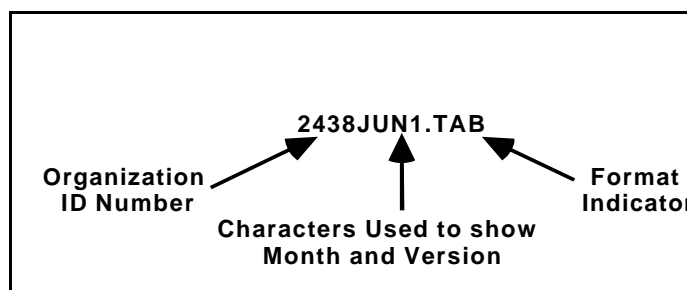 2438JUN1.TAB
Organization
ID Number
Format
Indicator
Characters Used to show
Month and Version